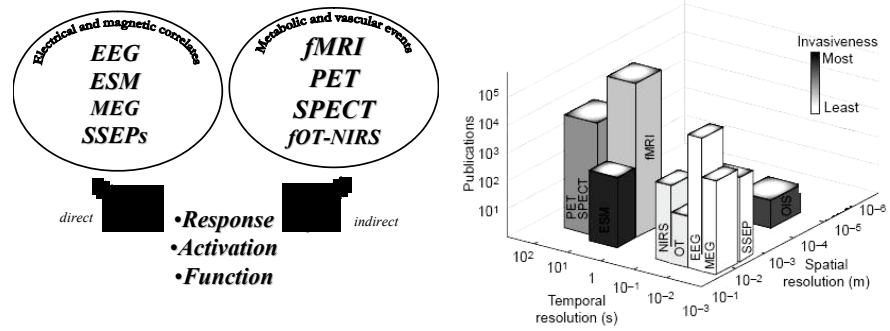 Electrical and magnetic correlates
EEG
ESM
MEG
SSEPs
Metabolic and vascular events
fMRI
PET
SPECT
fOT-NIRS
direct
indirect
•Response
•Activation
•Function
Invasiveness
Most
Least
Publications
10⁵
10⁴
10³
10²
10¹
PET
SPECT
ESM
fMRI
NIRS
OT
EEG
MEG
SSEP
OIS
10²
10¹
1
10⁻¹
10⁻²
10⁻³
Temporal
resolution (s)
10⁻¹
10⁻²
10⁻³
10⁻⁴
10⁻⁵
10⁻⁶
Spatial
resolution (m)